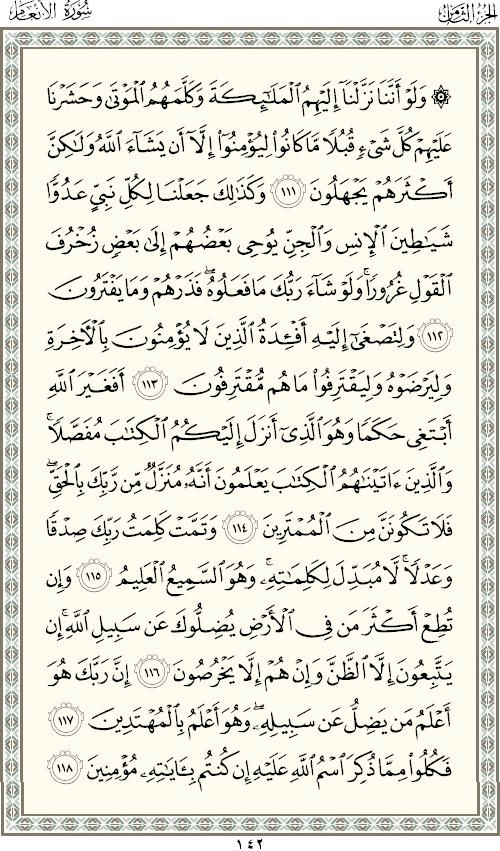 الجزء الثامن
سورة الأنعام
۞ وَلَوْ أَنَّنَا نَزَّلْنَآ إِلَيْهِمُ ٱلْمَلَٰٓئِكَةَ وَكَلَّمَهُمُ ٱلْمَوْتَىٰ وَحَشَرْنَا
عَلَيْهِمْ كُلَّ شَىْءٍ قُبُلًا مَّا كَانُوا۟ لِيُؤْمِنُوٓا۟ إِلَّآ أَن يَشَآءَ ٱللَّهُ وَلَٰكِنَّ
أَكْثَرَهُمْ يَجْهَلُونَ ١١١ وَكَذَٰلِكَ جَعَلْنَا لِكُلِّ نَبِىٍّ عَدُوًّا
شَيَٰطِينَ ٱلْإِنسِ وَٱلْجِنِّ يُوحِى بَعْضُهُمْ إِلَىٰ بَعْضٍ زُخْرُفَ
ٱلْقَوْلِ غُرُورًا ۚ وَلَوْ شَآءَ رَبُّكَ مَا فَعَلُوهُ ۖ فَذَرْهُمْ وَمَا يَفْتَرُونَ
١١٢ وَلِتَصْغَىٰٓ إِلَيْهِ أَفْـِٔدَةُ ٱلَّذِينَ لَا يُؤْمِنُونَ بِٱلْـَٔاخِرَةِ
وَلِيَرْضَوْهُ وَلِيَقْتَرِفُوا۟ مَا هُم مُّقْتَرِفُونَ ١١٣ أَفَغَيْرَ ٱللَّهِ
أَبْتَغِى حَكَمًا وَهُوَ ٱلَّذِىٓ أَنزَلَ إِلَيْكُمُ ٱلْكِتَٰبَ مُفَصَّلًا ۚ
وَٱلَّذِينَ ءَاتَيْنَٰهُمُ ٱلْكِتَٰبَ يَعْلَمُونَ أَنَّهُۥ مُنَزَّلٌ مِّن رَّبِّكَ بِٱلْحَقِّ ۖ
فَلَا تَكُونَنَّ مِنَ ٱلْمُمْتَرِينَ ١١٤ وَتَمَّتْ كَلِمَتُ رَبِّكَ صِدْقًا
وَعَدْلًا ۚ لَّا مُبَدِّلَ لِكَلِمَٰتِهِۦ ۚ وَهُوَ ٱلسَّمِيعُ ٱلْعَلِيمُ ١١٥ وَإِن
تُطِعْ أَكْثَرَ مَن فِى ٱلْأَرْضِ يُضِلُّوكَ عَن سَبِيلِ ٱللَّهِ ۚ إِن
يَتَّبِعُونَ إِلَّا ٱلظَّنَّ وَإِنْ هُمْ إِلَّا يَخْرُصُونَ ١١٦ إِنَّ رَبَّكَ هُوَ
أَعْلَمُ مَن يَضِلُّ عَن سَبِيلِهِۦ ۖ وَهُوَ أَعْلَمُ بِٱلْمُهْتَدِينَ ١١٧
فَكُلُوا۟ مِمَّا ذُكِرَ ٱسْمُ ٱللَّهِ عَلَيْهِ إِن كُنتُم بِـَٔايَٰتِهِۦ مُؤْمِنِينَ ١١٨
١٤٢